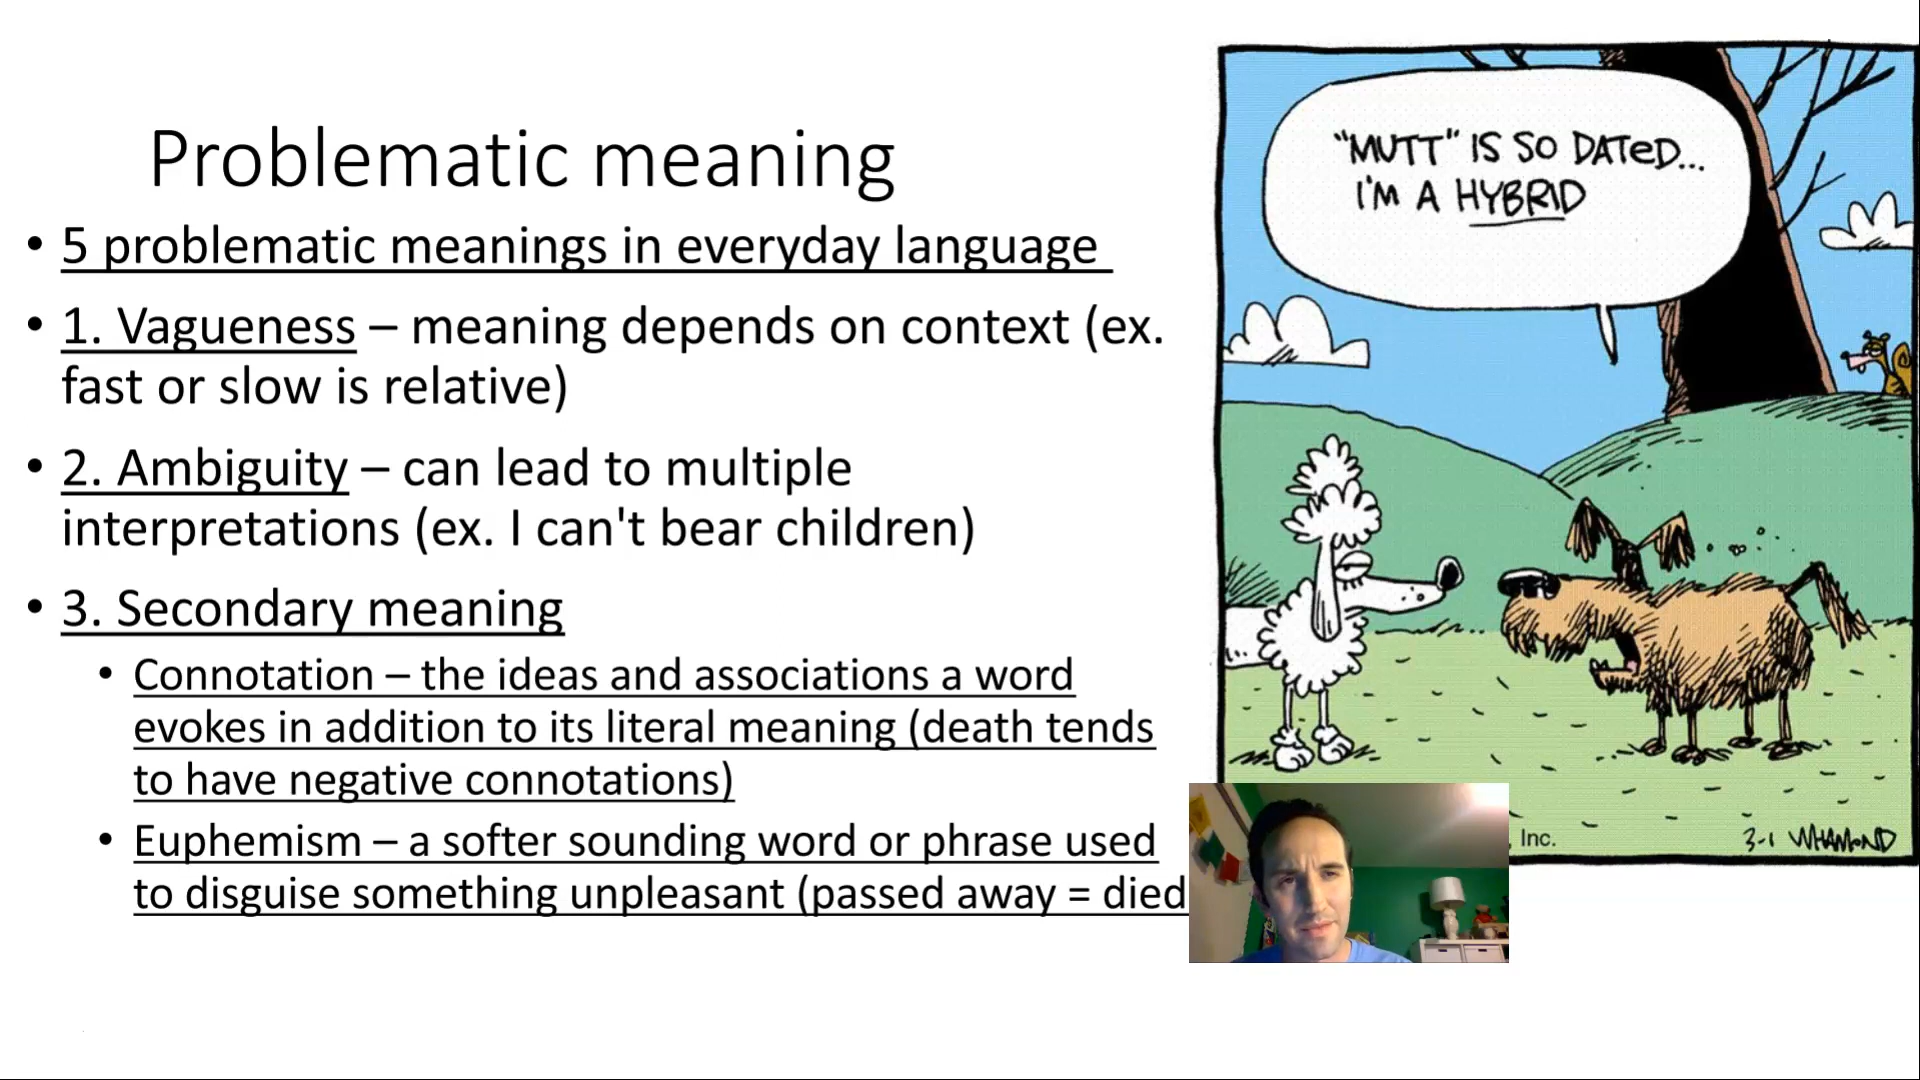 Problematic meaning
• 5 problematic meanings in everyday language
• 1. Vagueness – meaning depends on context (ex.
fast or slow is relative)
• 2. Ambiguity – can lead to multiple
interpretations (ex. I can't bear children)
• 3. Secondary meaning
• Connotation – the ideas and associations a word
evokes in addition to its literal meaning (death tends
to have negative connotations)
• Euphemism – a softer sounding word or phrase used
to disguise something unpleasant (passed away = died
"MUTT" IS SO DATeD...
I'M A HYBRID
Inc.
3-1 WHAMOND